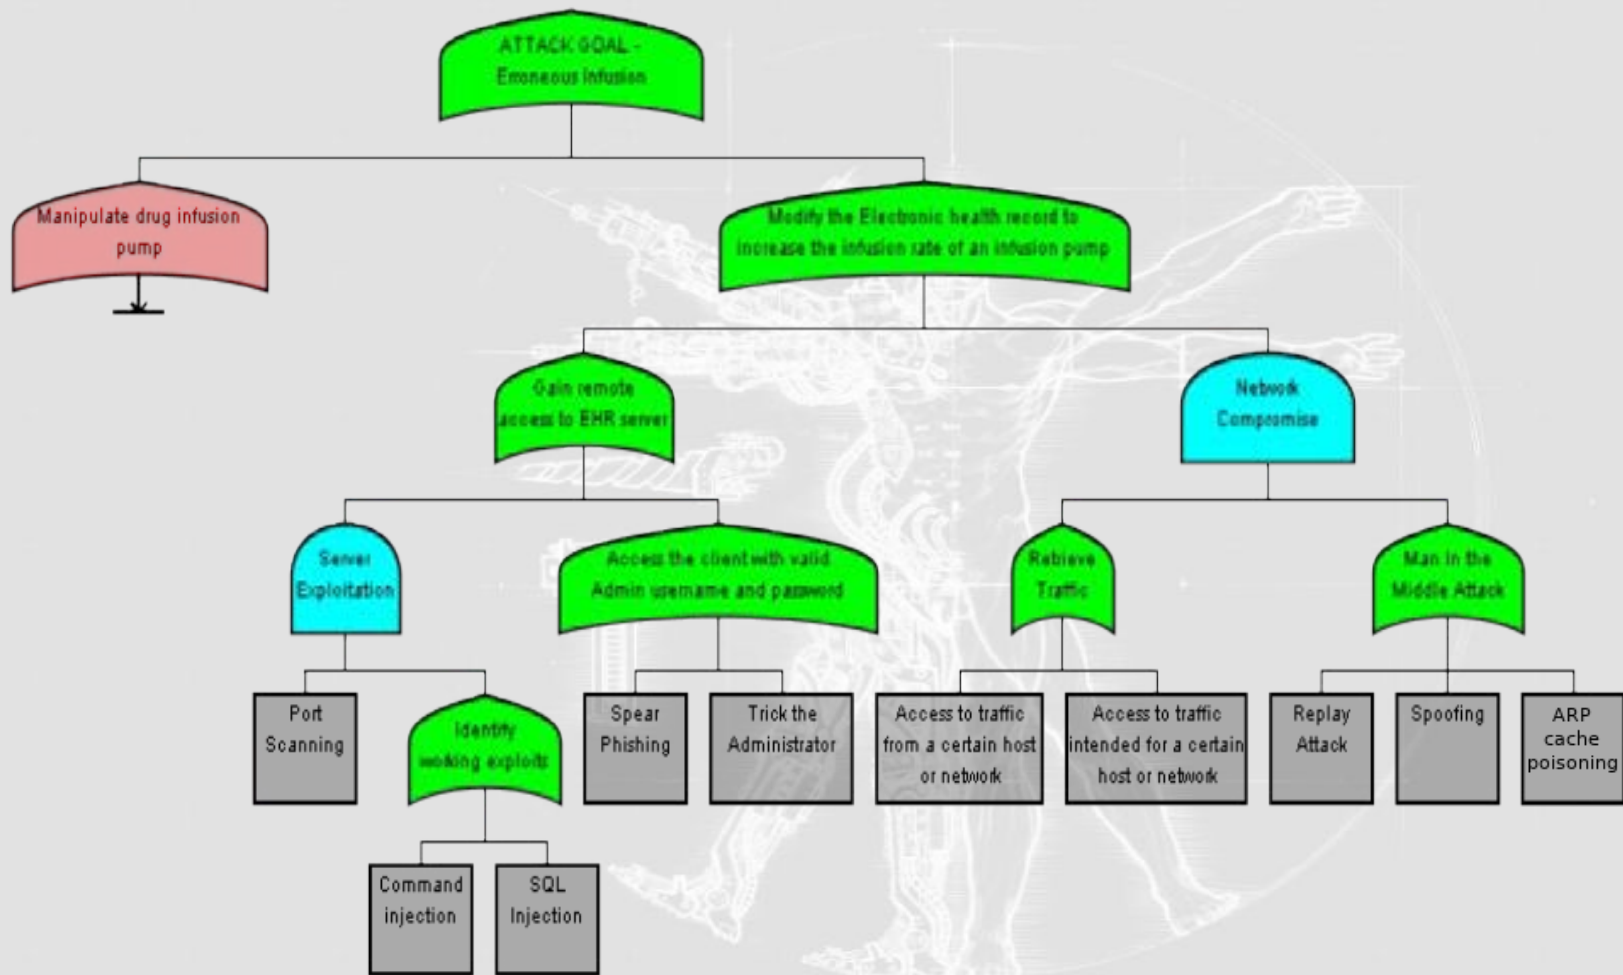 ATTACK GOAL -
Erroneous Infusion
Manipulate drug infusion
pump
Modify the Electronic health record to
increase the infusion rate of an infusion pump
Gain remote
access to EHR server
Network
Compromise
Server
Exploitation
Access the client with valid
Admin username and password
Retrieve
Traffic
Man in the
Middle Attack
Port
Scanning
Identify
working exploits
Spear
Phishing
Trick the
Administrator
Access to traffic
from a certain host
or network
Access to traffic
intended for a certain
host or network
Replay
Attack
Spoofing
ARP
cache
poisoning
Command
injection
SQL
Injection